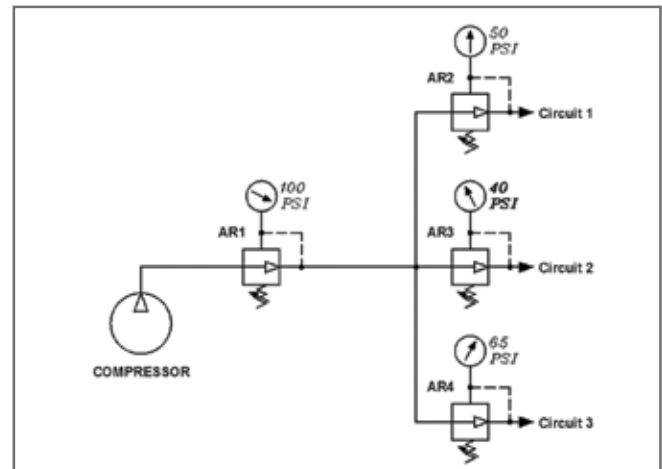 50
PSI
AR2
Circuit 1
100
PSI
AR1
40
PSI
AR3
Circuit 2
COMPRESSOR
65
PSI
AR4
Circuit 3